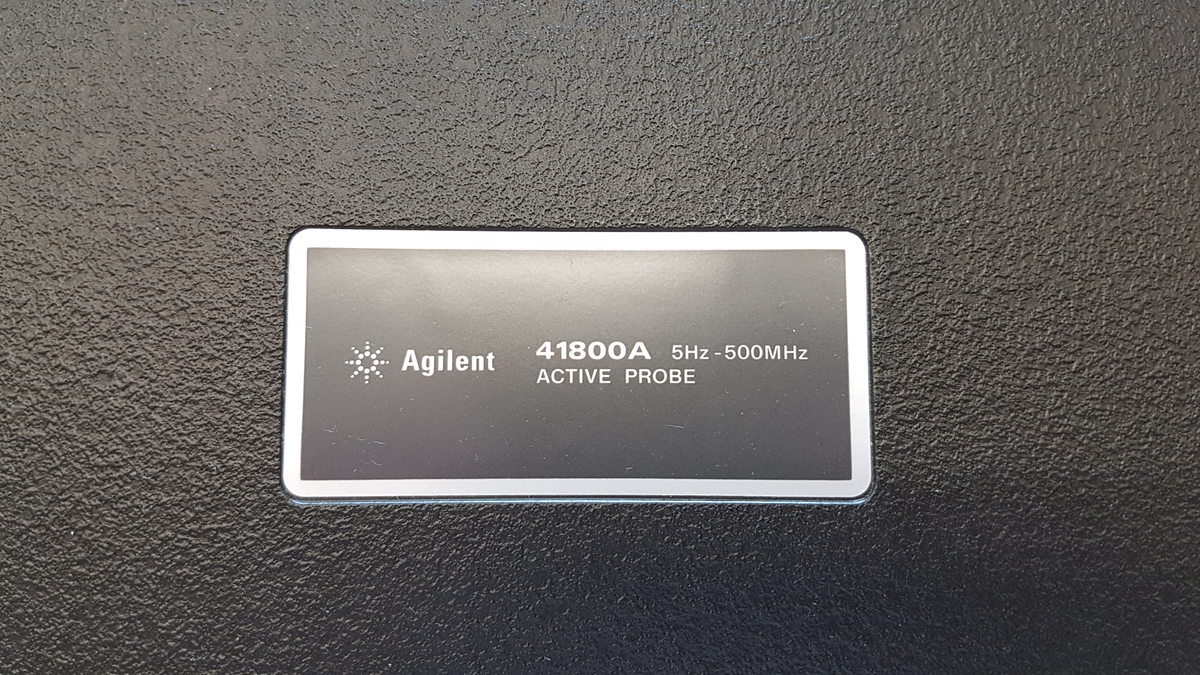 Agilent
41800A 5Hz-500MHz
ACTIVE PROBE